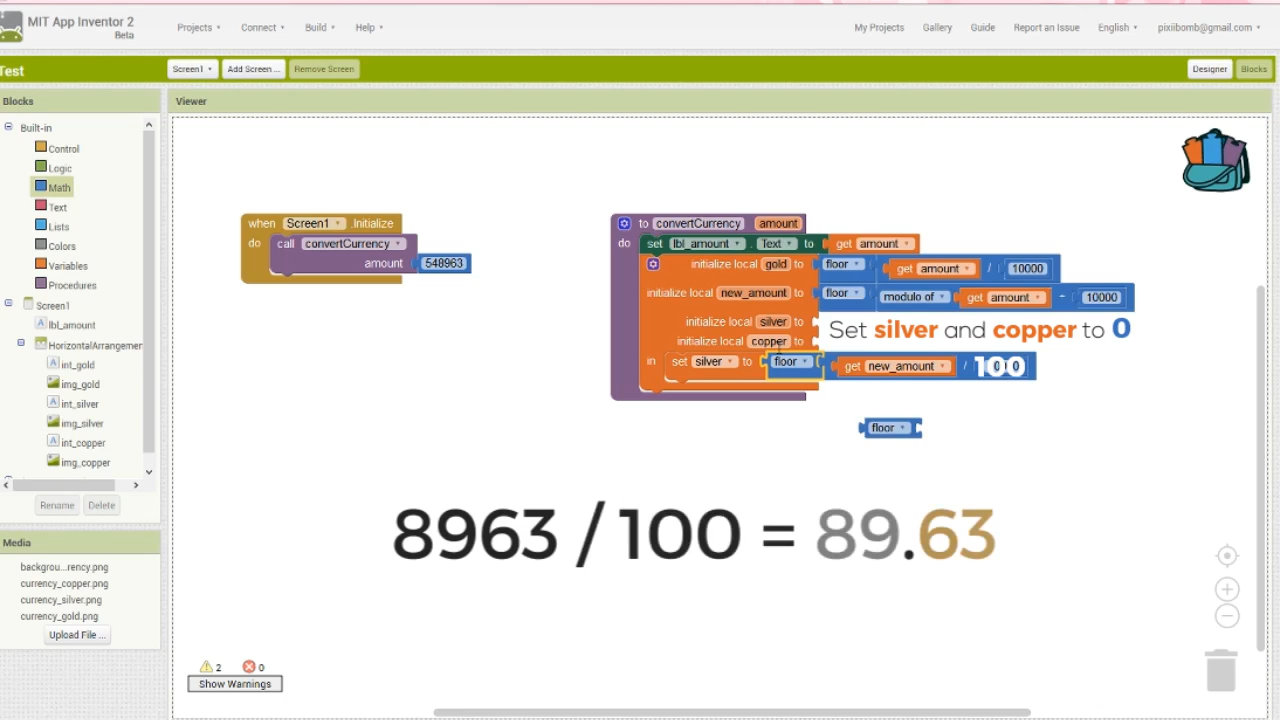 MIT App Inventor 2
Beta
Projects Connect Build Help
My Projects Gallery Guide Report an Issue English pixiibomb@gmail.com
Test
Screen1 Add Screen ... Remove Screen
Designer Blocks
Blocks
Viewer
Built-in
Control
Logic
Math
Text
Lists
Colors
Variables
Procedures
Screen1
lbl_amount
HorizontalArrangemer
int_gold
img_gold
int_silver
img_silver
int_copper
img_copper
Rename Delete
Media
backgrou...rency.png
currency_copper.png
currency_silver.png
currency_gold.png
Upload File ...
when Screen1 .Initialize
do call convertCurrency
amount 548963
to convertCurrency amount
do set lbl_amount . Text to get amount
initialize local gold to floor get amount / 10000
initialize local new_amount to floor modulo of get amount ÷ 10000
initialize local silver to
initialize local copper to
Set silver and copper to 0
in set silver to floor get new_amount / 100
floor
8963 / 100 = 89.63
2 0
Show Warnings